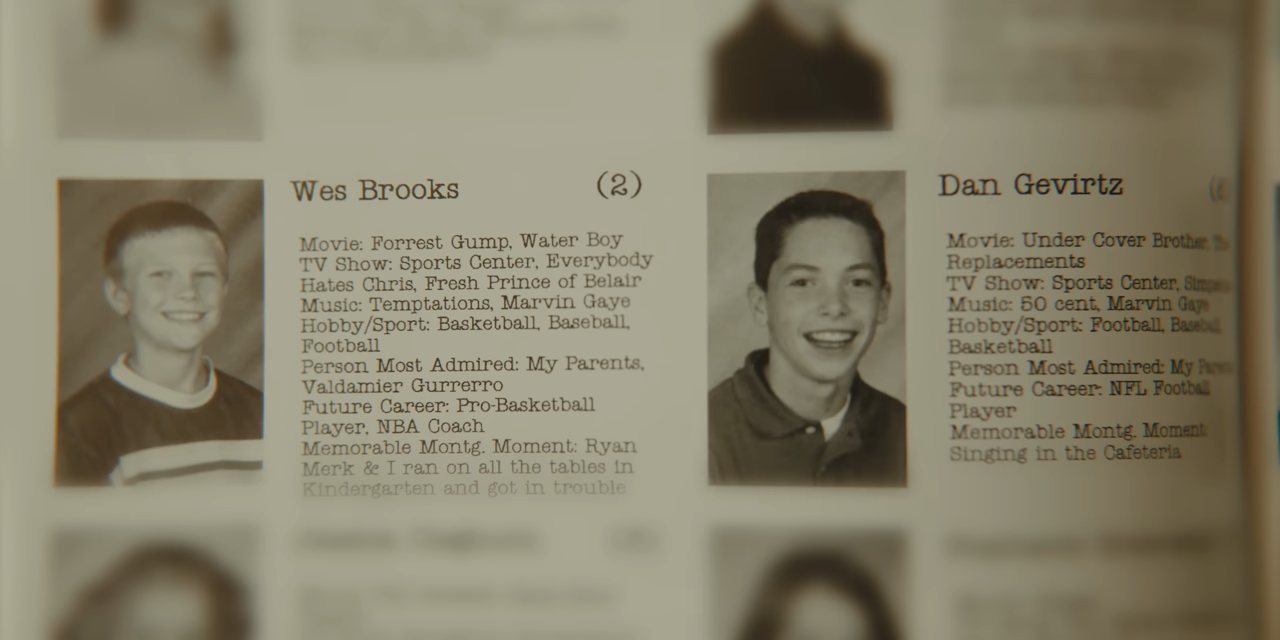 Wes Brooks (2)
Movie: Forrest Gump, Water Boy
TV Show: Sports Center, Everybody
Hates Chris, Fresh Prince of Belair
Music: Temptations, Marvin Gaye
Hobby/Sport: Basketball, Baseball,
Football
Person Most Admired: My Parents,
Valdamier Gurrerro
Future Career: Pro-Basketball
Player, NBA Coach
Memorable Montg. Moment: Ryan
Merk & I ran on all the tables in
Kindergarten and got in trouble
Dan Gevirtz
Movie: Under Cover Brother,
Replacements
TV Show: Sports Center,
Music: 50 cent, Marvin Gaye
Hobby/Sport: Football, Baseball,
Basketball
Person Most Admired: My Parents
Future Career: NFL Football
Player
Memorable Montg. Moment:
Singing in the Cafeteria